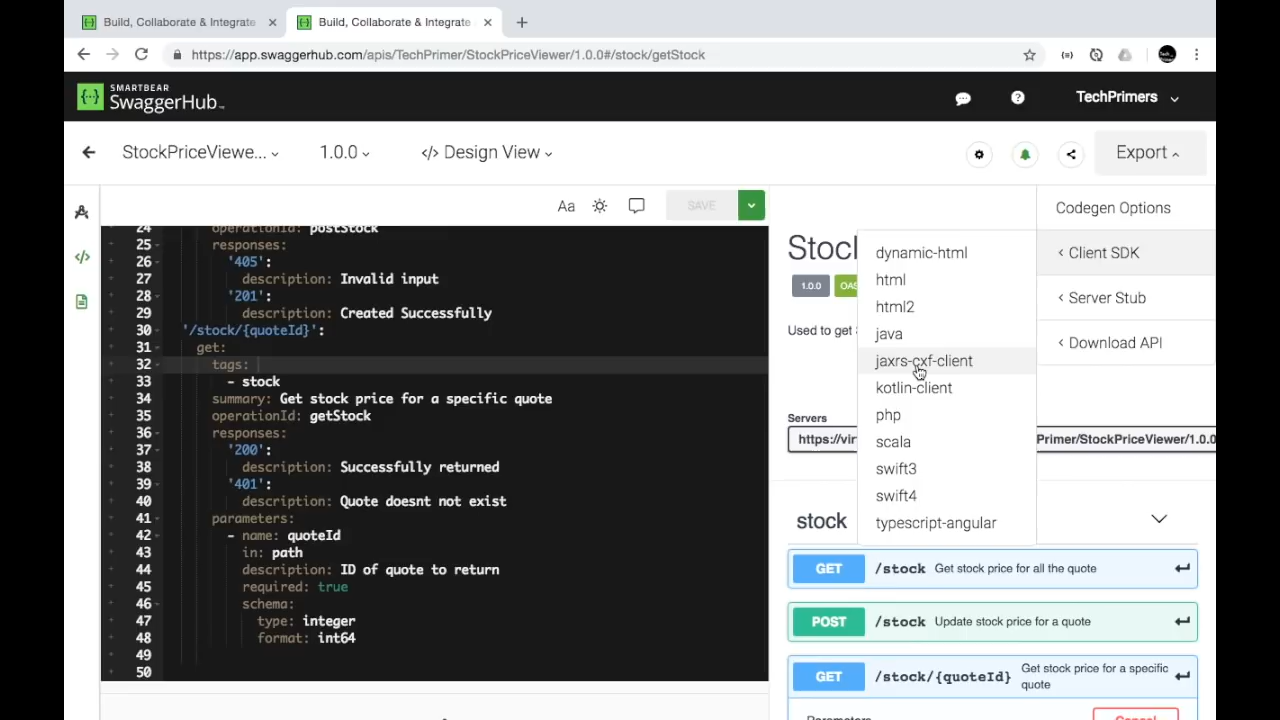 Build, Collaborate & Integrate
Build, Collaborate & Integrate
https://app.swaggerhub.com/apis/TechPrimer/StockPriceViewer/1.0.0#/stock/getStock
SMARTBEAR
SwaggerHub
TechPrimers
StockPriceViewe...
1.0.0
</> Design View
Export
Aa
SAVE
Codegen Options
Client SDK
Server Stub
Download API
24 operationId: postStock
25 responses:
26 '405':
27 description: Invalid input
28 '201':
29 description: Created Successfully
30 '/stock/{quoteId}':
31 get:
32 tags:
33 - stock
34 summary: Get stock price for a specific quote
35 operationId: getStock
36 responses:
37 '200':
38 description: Successfully returned
39 '401':
40 description: Quote doesnt not exist
41 parameters:
42 - name: quoteId
43 in: path
44 description: ID of quote to return
45 required: true
46 schema:
47 type: integer
48 format: int64
49
50
Stock
1.0.0
OAS
Used to get
dynamic-html
html
html2
java
jaxrs-cxf-client
kotlin-client
php
scala
swift3
swift4
typescript-angular
Servers
https://vir Primer/StockPriceViewer/1.0.0
stock
GET /stock Get stock price for all the quote
POST /stock Update stock price for a quote
GET /stock/{quoteId} Get stock price for a specific
quote
Parameters
Cancel